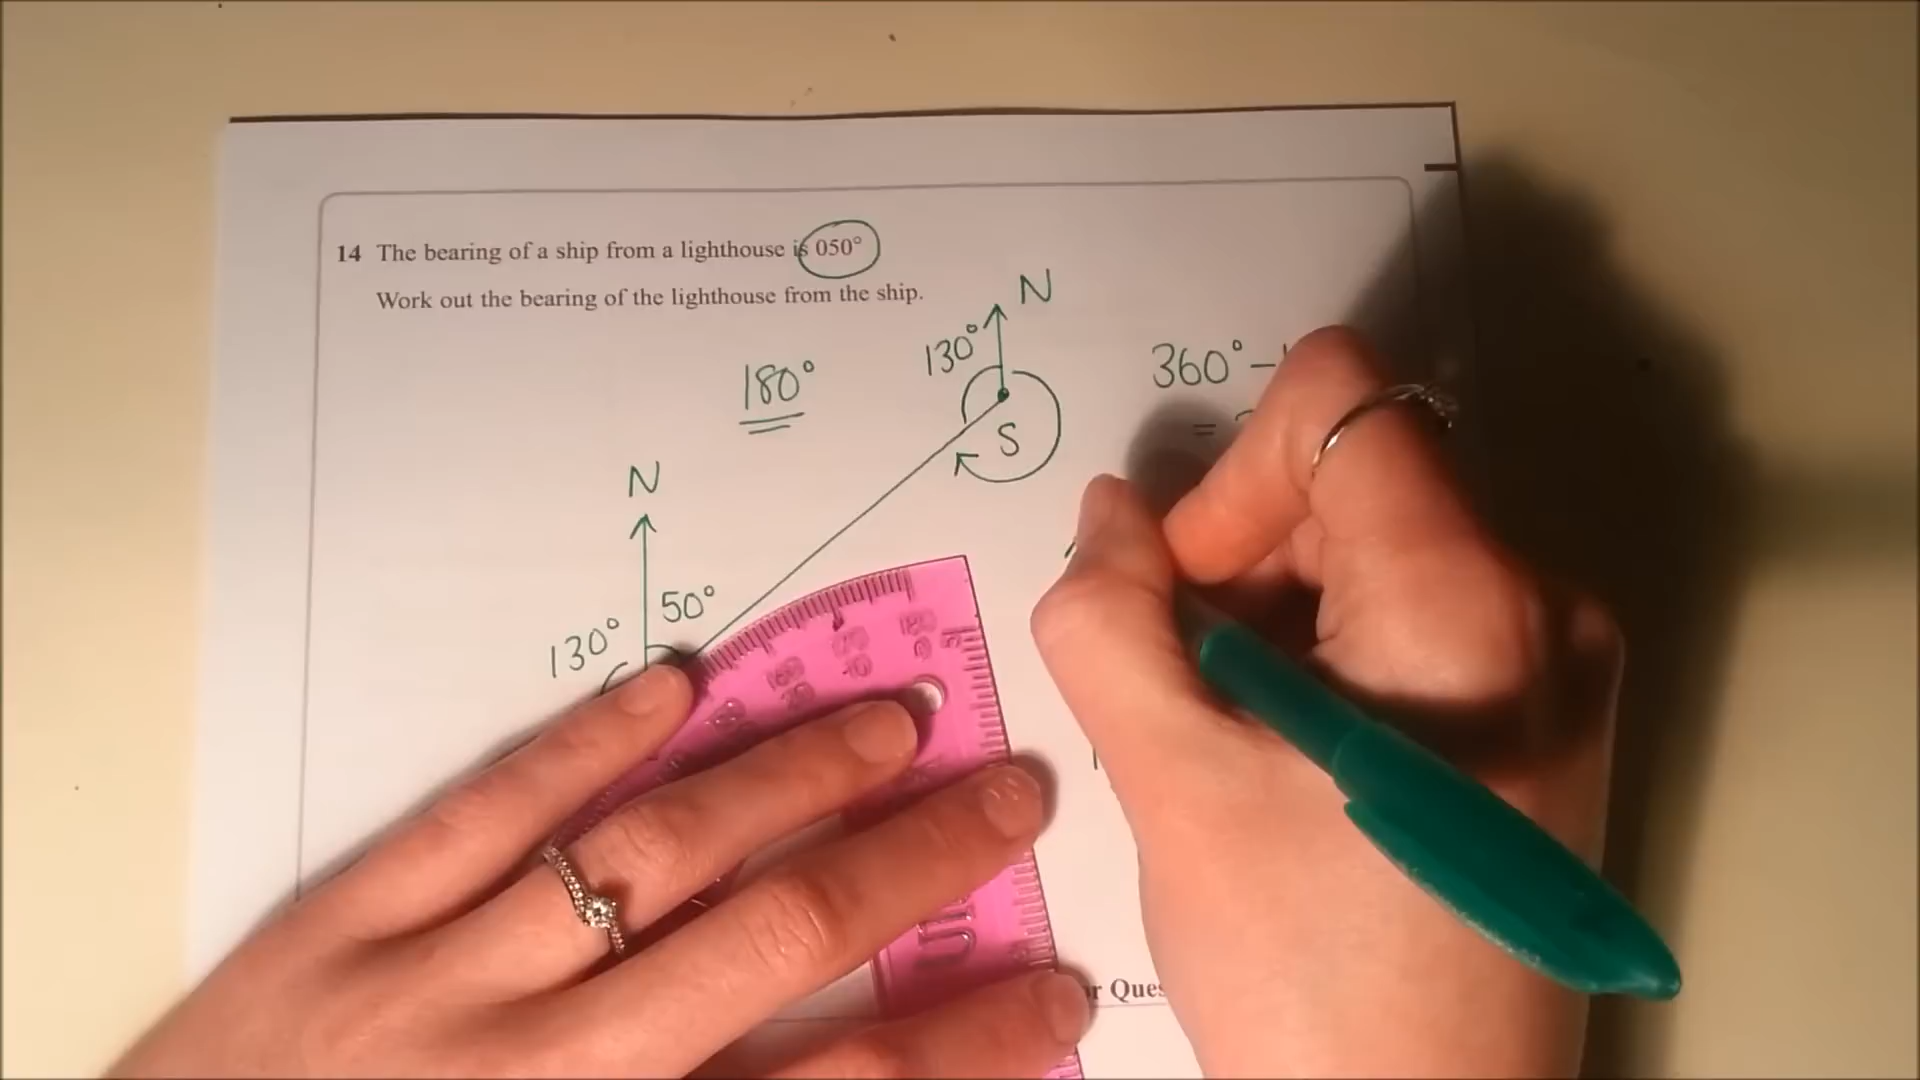 14 The bearing of a ship from a lighthouse is 050°
Work out the bearing of the lighthouse from the ship.
N
130°
180°
360° –
=
S
N
50°
130°
Ques